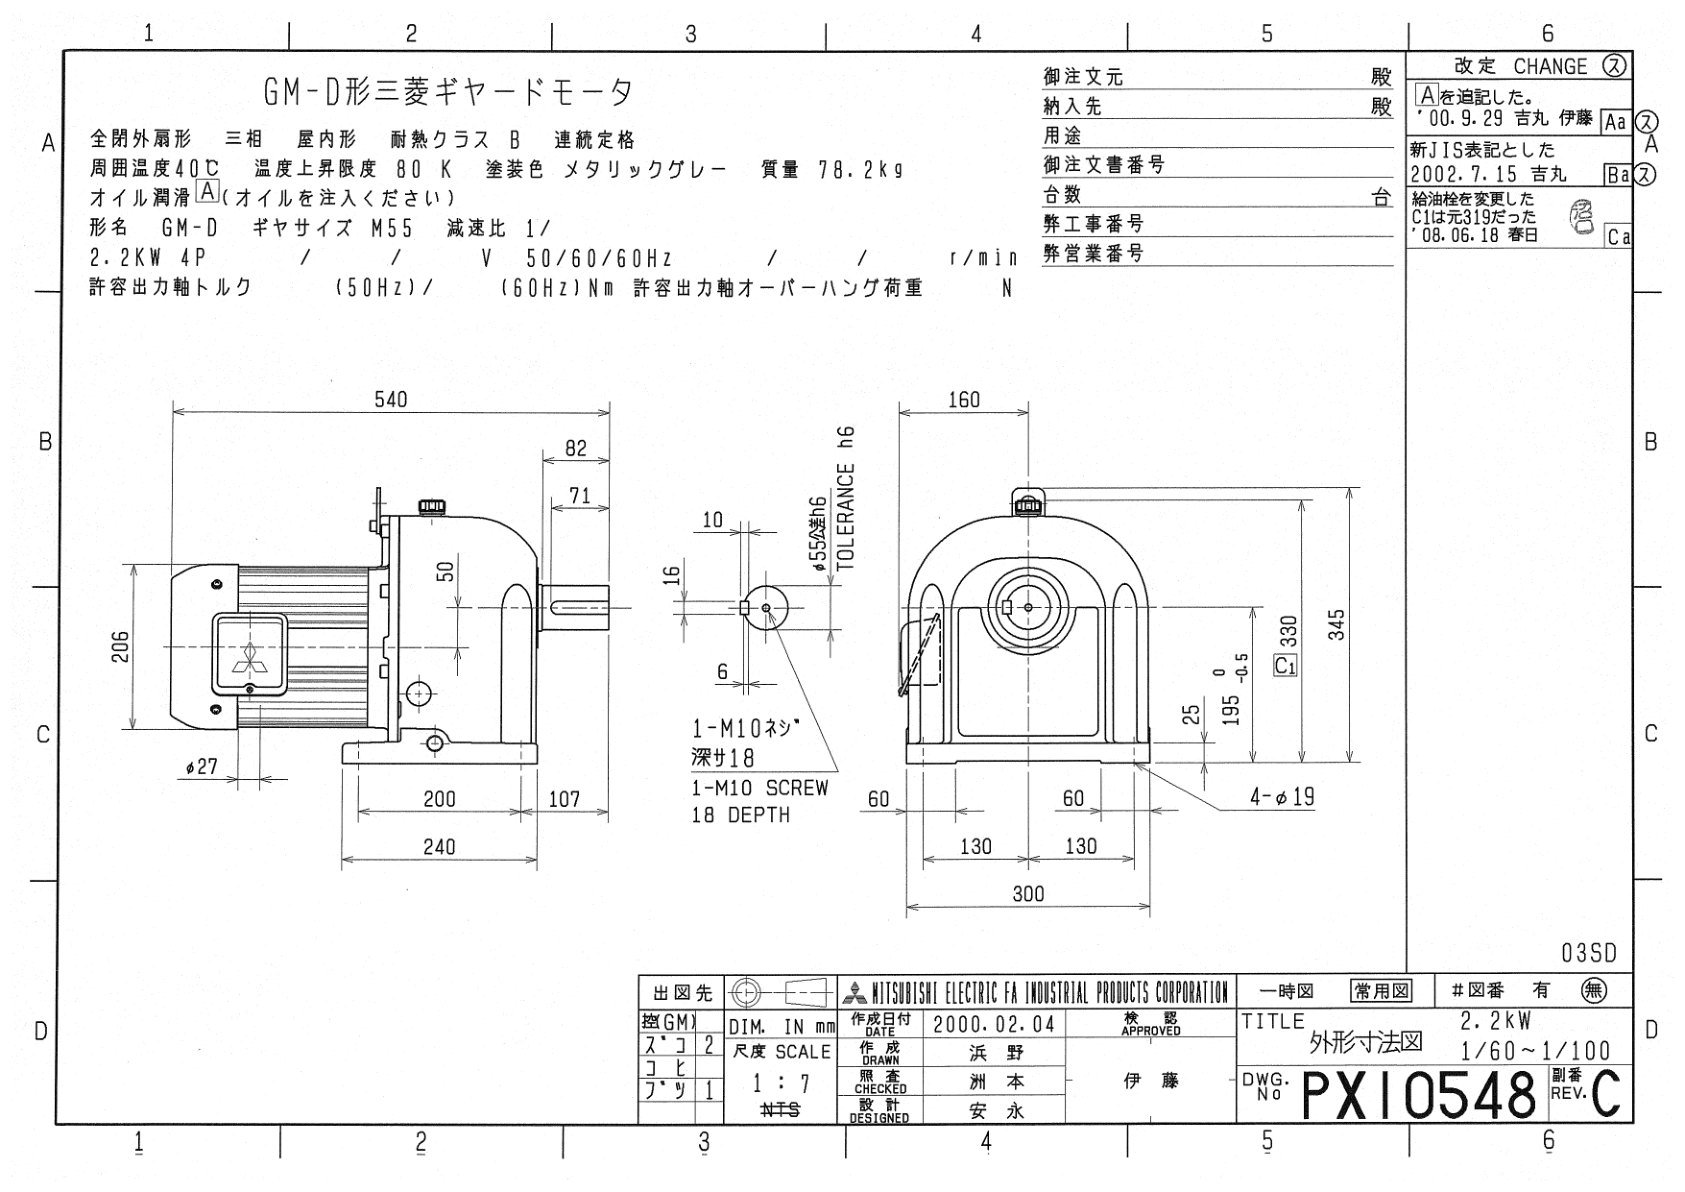 1 2 3 4 5 6
A
B
C
D
GM-D形三菱ギヤードモータ
全閉外扇形 三相 屋内形 耐熱クラス B 連続定格
周囲温度40℃ 温度上昇限度 80 K 塗装色 メタリックグレー 質量 78.2kg
オイル潤滑 A (オイルを注入ください)
形名 GM-D ギヤサイズ M55 減速比 1/
2.2KW 4P / / V 50/60/60Hz / / r/min
許容出力軸トルク (50Hz)/ (60Hz)Nm 許容出力軸オーバーハング荷重 N
御注文元 殿
納入先 殿
用途
御注文書番号
台数 台
弊工事番号
弊営業番号
改定 CHANGE ス
Aを追記した。
'00.9.29 吉丸 伊藤 Aa ス
新JIS表記とした
2002.7.15 吉丸 Ba ス
給油栓を変更した
C1は元319だった
'08.06.18 春日 Ca
A
B
C
D
540
82
71
50
206
φ27
200
107
240
10
16
6
φ55公差h6
TOLERANCE h6
1-M10ネジ
深サ18
1-M10 SCREW
18 DEPTH
160
345
330
C1
0
195 -0.5
25
60
60
4-φ19
130
130
300
03SD
出図先
控(GM)
ズコ 2
コヒ
ブツ 1
DIM. IN mm
尺度 SCALE
1 : 7
NTS
MITSUBISHI ELECTRIC FA INDUSTRIAL PRODUCTS CORPORATION
作成日付 DATE 2000.02.04
検認 APPROVED
作成 DRAWN 浜野
照査 CHECKED 洲本
伊藤
設計 DESIGNED 安永
一時図 常用図 #図番 有 無
TITLE
外形寸法図
2.2KW
1/60~1/100
DWG. No PX10548
副番 REV. C
1 2 3 4 5 6